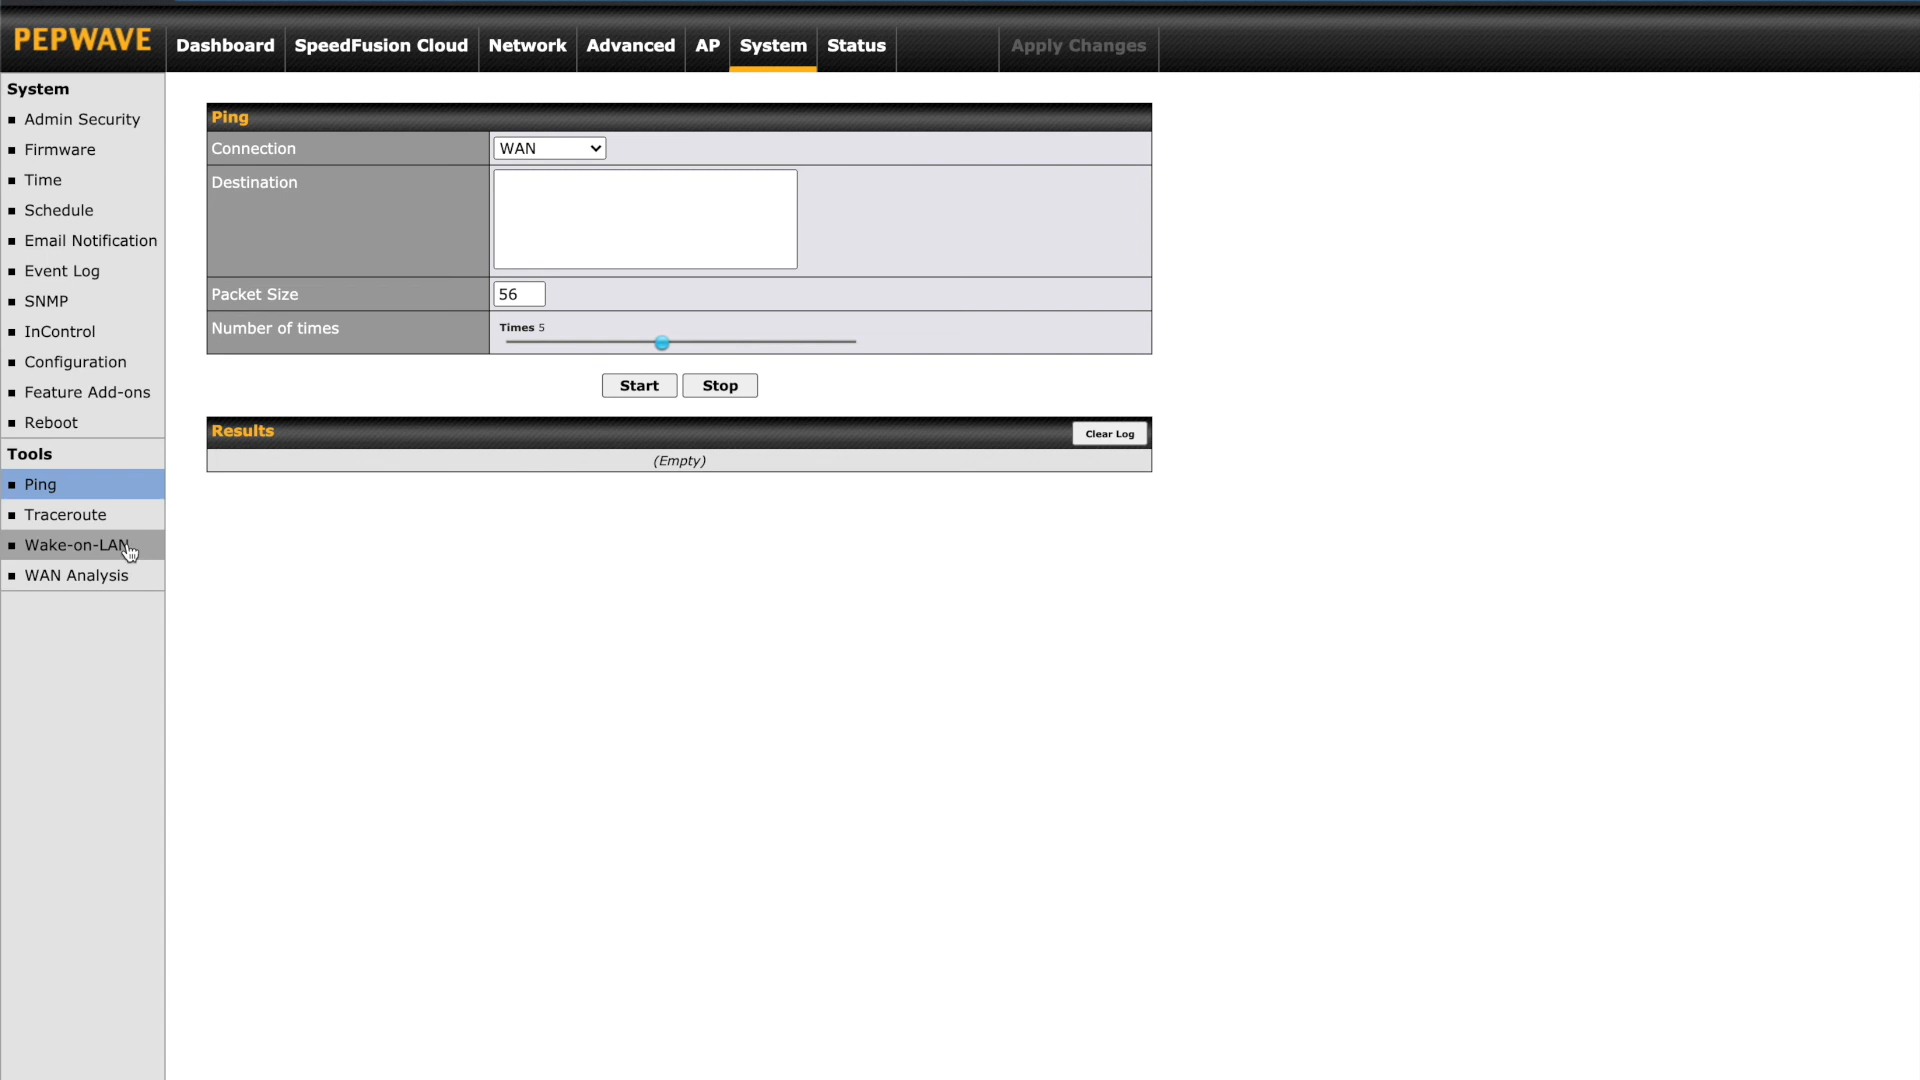 PEPWAVE
Dashboard
SpeedFusion Cloud
Network
Advanced
AP
System
Status
Apply Changes
System
Admin Security
Firmware
Time
Schedule
Email Notification
Event Log
SNMP
InControl
Configuration
Feature Add-ons
Reboot
Tools
Ping
Traceroute
Wake-on-LAN
WAN Analysis
Ping
Connection
WAN
Destination
Packet Size
56
Number of times
Times 5
Start
Stop
Results
Clear Log
(Empty)